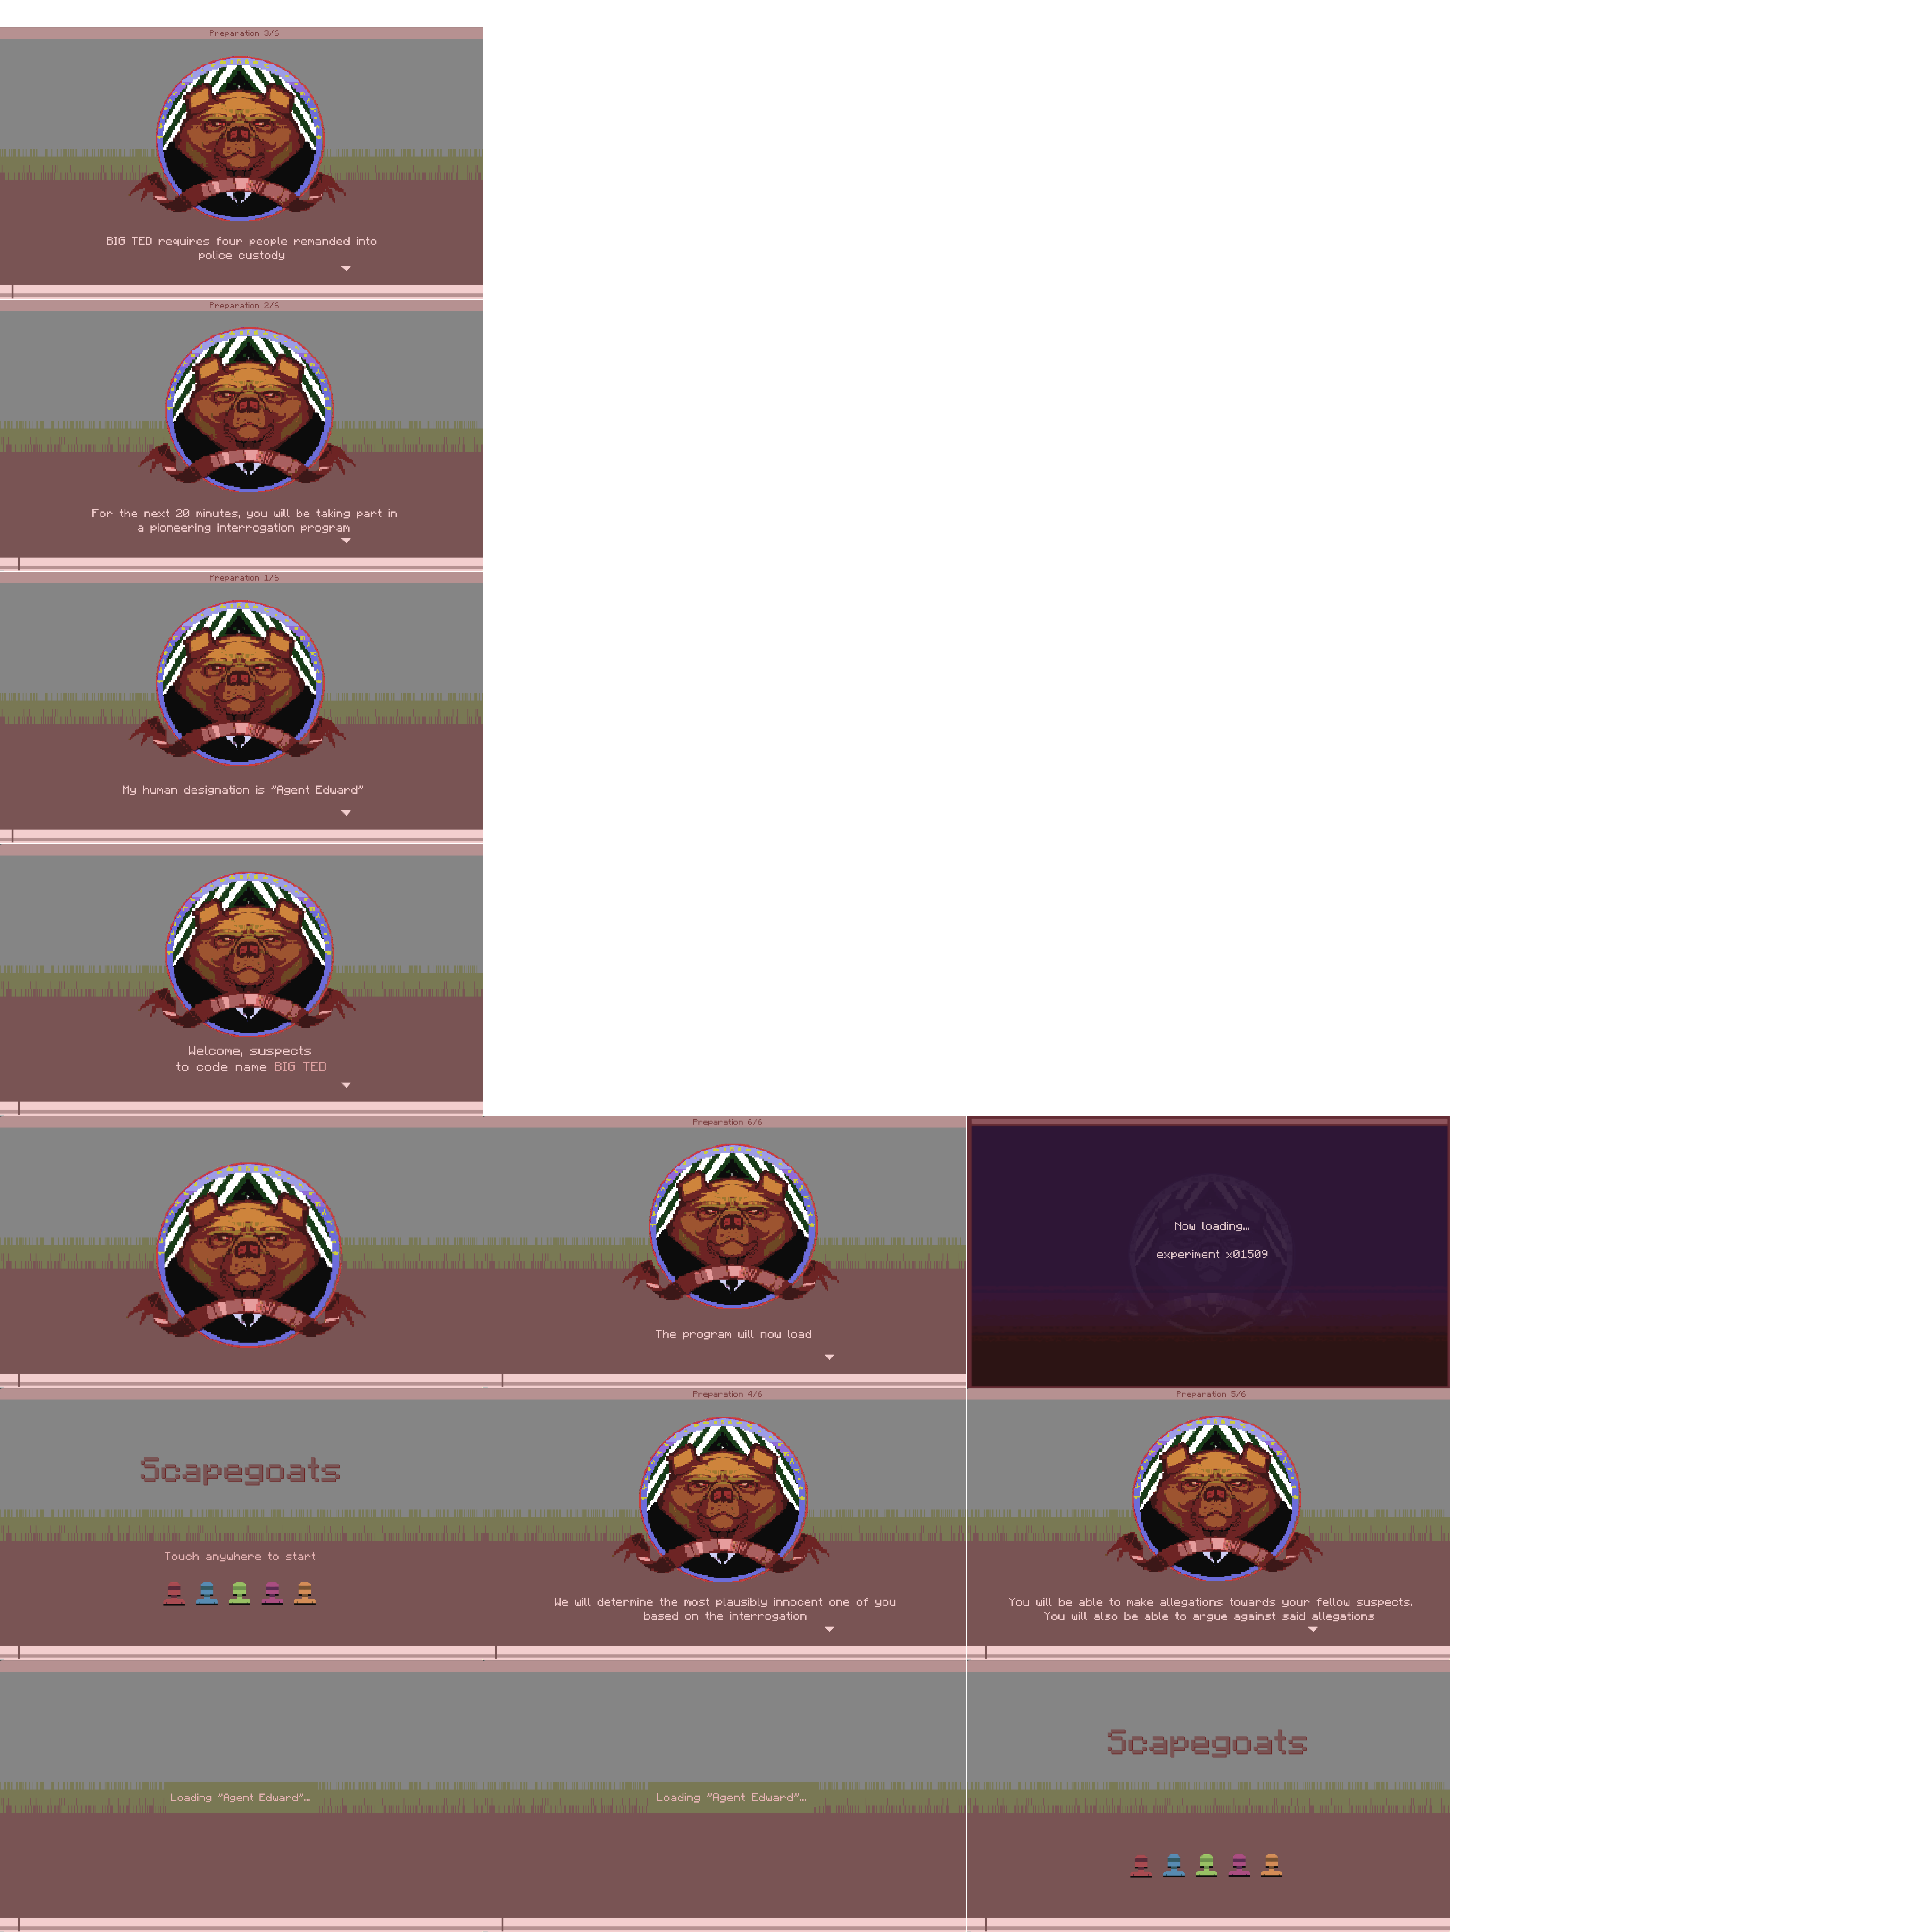 Preparation 3/6
BIG TED requires four people remanded into
police custody
Preparation 2/6
For the next 20 minutes, you will be taking part in
a pioneering interrogation program
Preparation 1/6
My human designation is "Agent Edward"
Welcome, suspects
to code name BIG TED
Preparation 6/6
The program will now load
Now loading...
experiment x01509
Scapegoats
Touch anywhere to start
Preparation 4/6
We will determine the most plausibly innocent one of you
based on the interrogation
Preparation 5/6
You will be able to make allegations towards your fellow suspects.
You will also be able to argue against said allegations
Loading "Agent Edward"...
Loading "Agent Edward"...
Scapegoats